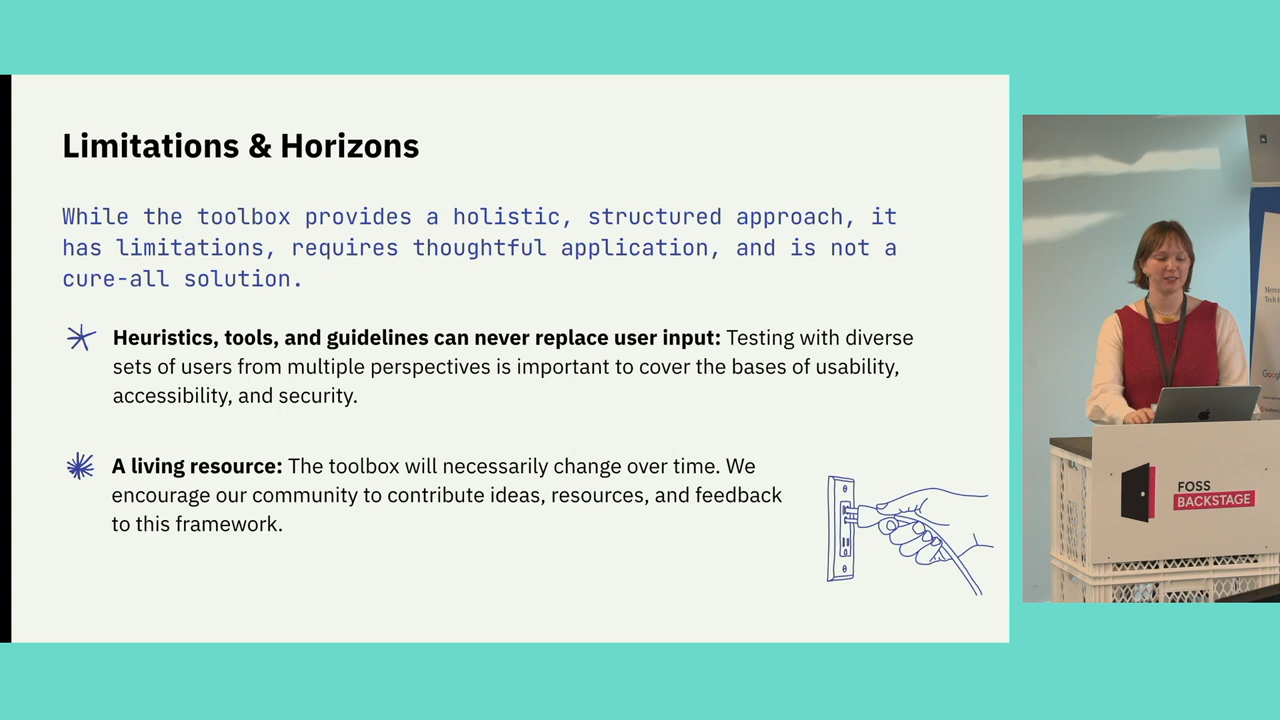 Limitations & Horizons
While the toolbox provides a holistic, structured approach, it
has limitations, requires thoughtful application, and is not a
cure-all solution.
Heuristics, tools, and guidelines can never replace user input: Testing with diverse
sets of users from multiple perspectives is important to cover the bases of usability,
accessibility, and security.
A living resource: The toolbox will necessarily change over time. We
encourage our community to contribute ideas, resources, and feedback
to this framework.
FOSS
BACKSTAGE